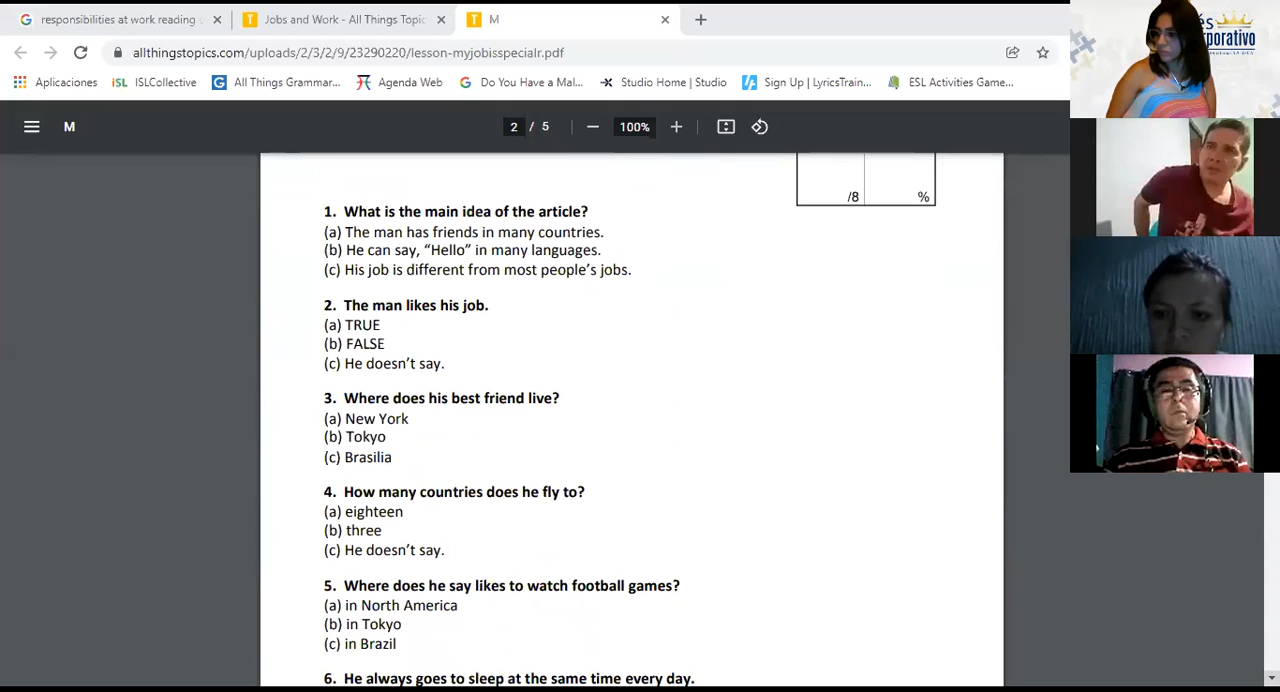 responsibilities at work reading
Jobs and Work - All Things Topic
M
allthingstopics.com/uploads/2/3/2/9/23290220/lesson-myjobisspecialr.pdf
Aplicaciones
iSL ISLCollective
All Things Grammar...
Agenda Web
Do You Have a Mal...
Studio Home | Studio
Sign Up | LyricsTrain...
ESL Activities Game...
M
2 / 5
100%
/8 %
1. What is the main idea of the article?
(a) The man has friends in many countries.
(b) He can say, “Hello” in many languages.
(c) His job is different from most people’s jobs.
2. The man likes his job.
(a) TRUE
(b) FALSE
(c) He doesn’t say.
3. Where does his best friend live?
(a) New York
(b) Tokyo
(c) Brasilia
4. How many countries does he fly to?
(a) eighteen
(b) three
(c) He doesn’t say.
5. Where does he say likes to watch football games?
(a) in North America
(b) in Tokyo
(c) in Brazil
6. He always goes to sleep at the same time every day.